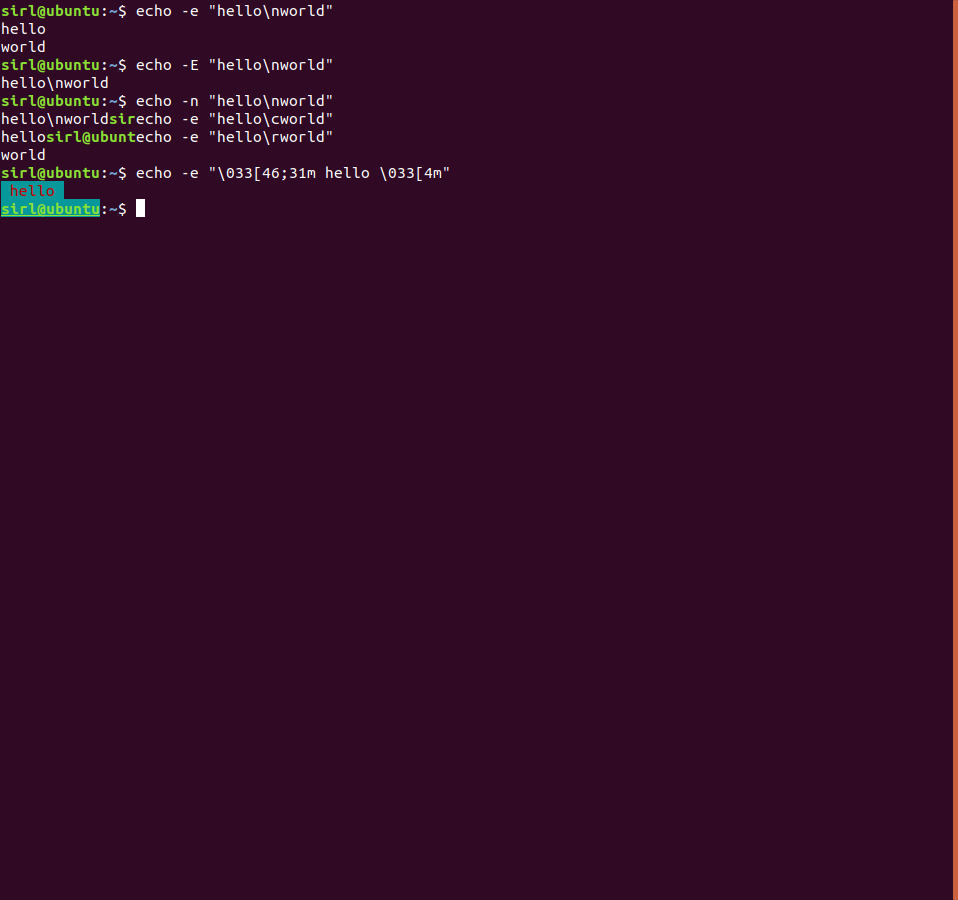 sirl@ubuntu:~$ echo -e "hello\nworld"
hello
world
sirl@ubuntu:~$ echo -E "hello\nworld"
hello\nworld
sirl@ubuntu:~$ echo -n "hello\nworld"
hello\nworldsirecho -e "hello\cworld"
hellosirl@ubuntecho -e "hello\rworld"
world
sirl@ubuntu:~$ echo -e "\033[46;31m hello \033[4m"
hello
sirl@ubuntu:~$